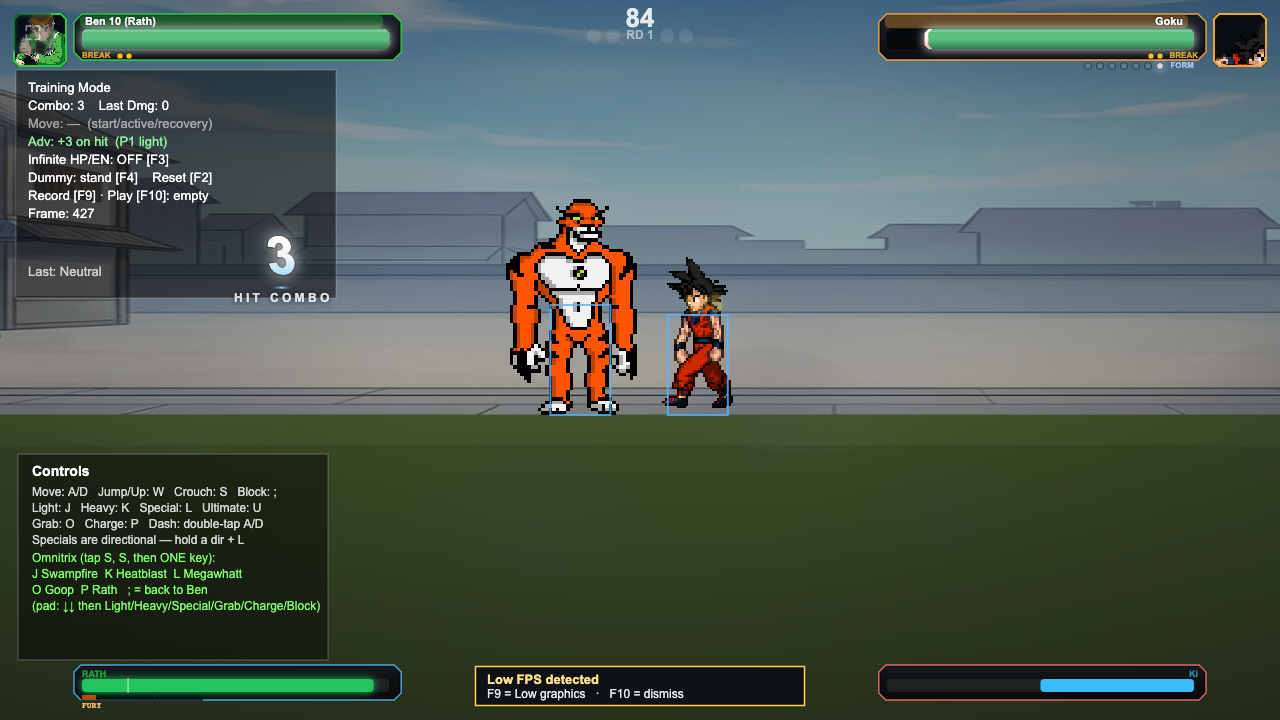 Ben 10 (Rath)
BREAK
84
RD 1
Goku
BREAK
FORM
Training Mode
Combo: 3 Last Dmg: 0
Move: — (start/active/recovery)
Adv: +3 on hit (P1 light)
Infinite HP/EN: OFF [F3]
Dummy: stand [F4] Reset [F2]
Record [F9] · Play [F10]: empty
Frame: 427
Last: Neutral
3
HIT COMBO
Controls
Move: A/D Jump/Up: W Crouch: S Block: ;
Light: J Heavy: K Special: L Ultimate: U
Grab: O Charge: P Dash: double-tap A/D
Specials are directional — hold a dir + L
Omnitrix (tap S, S, then ONE key):
J Swampfire K Heatblast L Megawhatt
O Goop P Rath ; = back to Ben
(pad: ↓↓ then Light/Heavy/Special/Grab/Charge/Block)
RATH
FURY
Low FPS detected
F9 = Low graphics · F10 = dismiss
Ki